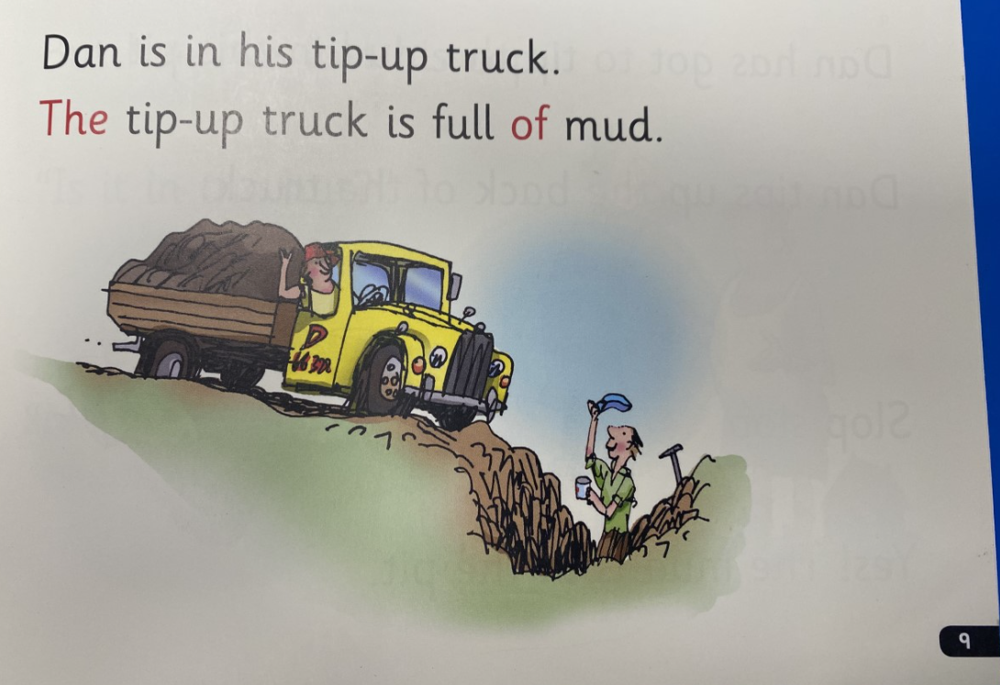 Dan is in his tip-up truck.
The tip-up truck is full of mud.
D
9